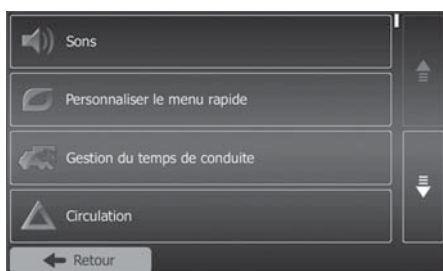 Sons
Personnaliser le menu rapide
Gestion du temps de conduite
Circulation
Retour